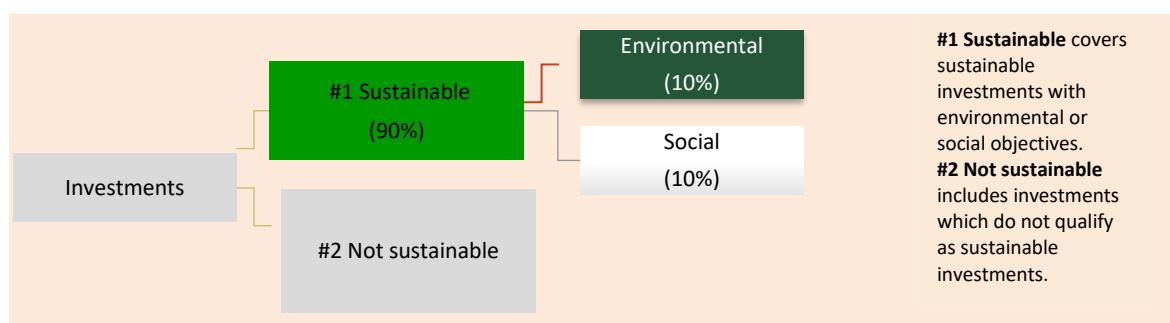 Investments
#1 Sustainable
(90%)
#2 Not sustainable
Environmental
(10%)
Social
(10%)
#1 Sustainable covers
sustainable
investments with
environmental or
social objectives.
#2 Not sustainable
includes investments
which do not qualify
as sustainable
investments.